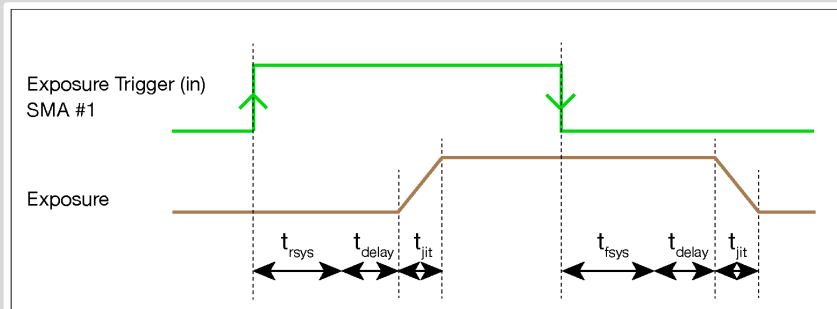 Exposure Trigger (in)
SMA #1
Exposure
trsys tdelay tjit tfsys tdelay tjit